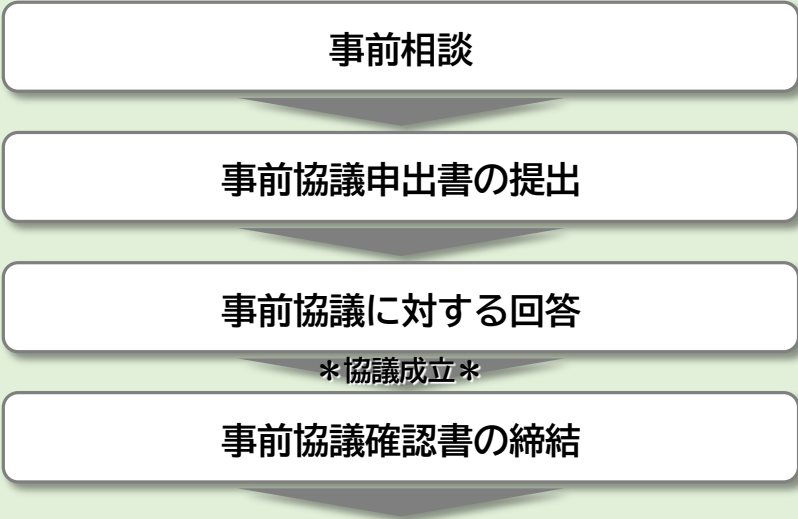 事前相談
事前協議申出書の提出
事前協議に対する回答
＊協議成立＊
事前協議確認書の締結